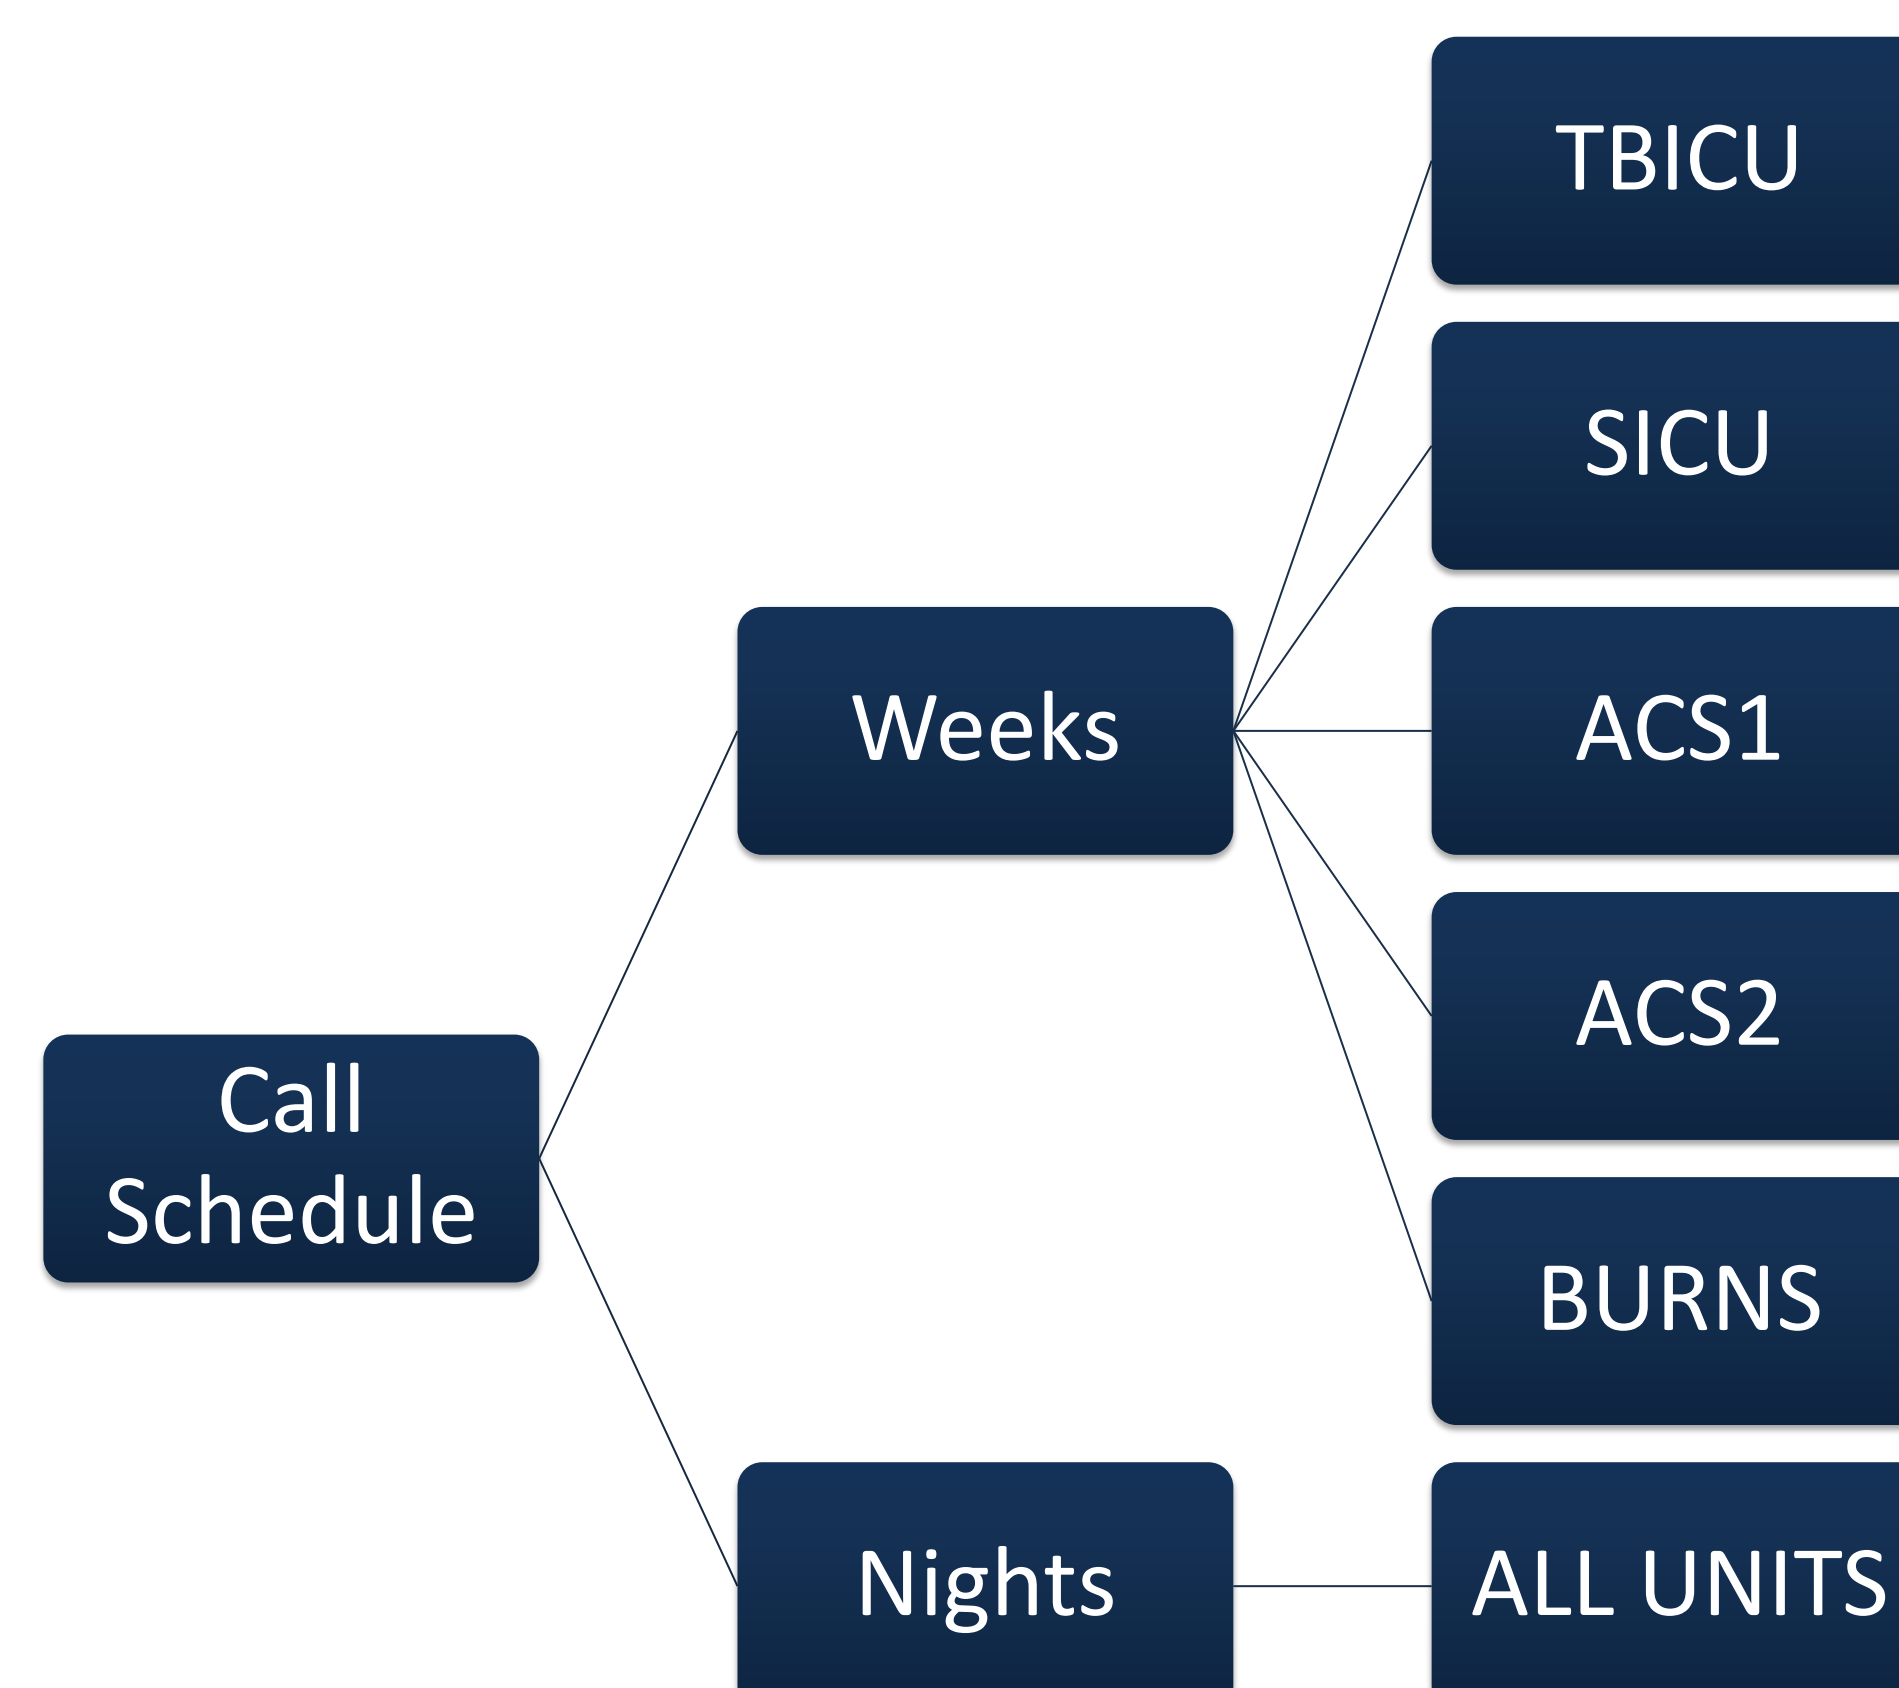 TBICU
SICU
Weeks
ACS1
ACS2
Call
Schedule
BURNS
Nights
ALL UNITS